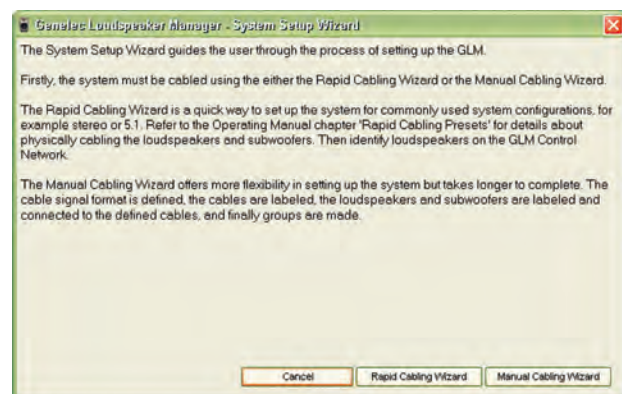 Genelec Loudspeaker Manager - System Setup Wizard
The System Setup Wizard guides the user through the process of setting up the GLM.
Firstly, the system must be cabled using the either the Rapid Cabling Wizard or the Manual Cabling Wizard.
The Rapid Cabling Wizard is a quick way to set up the system for commonly used system configurations, for
example stereo or 5.1. Refer to the Operating Manual chapter 'Rapid Cabling Presets' for details about
physically cabling the loudspeakers and subwoofers. Then identify loudspeakers on the GLM Control
Network.
The Manual Cabling Wizard offers more flexibility in setting up the system but takes longer to complete. The
cable signal format is defined, the cables are labeled, the loudspeakers and subwoofers are labeled and
connected to the defined cables, and finally groups are made.
Cancel Rapid Cabling Wizard Manual Cabling Wizard